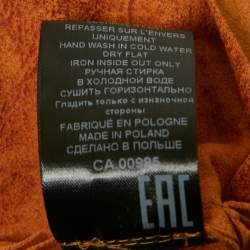 REPASSER SUR L'ENVERS
UNIQUEMENT
HAND WASH IN COLD WATER
DRY FLAT
IRON INSIDE OUT ONLY
РУЧНАЯ СТИРКА
В ХОЛОДНОЙ ВОДЕ
СУШИТЬ ГОРИЗОНТАЛЬНО
Гладить только с изнаночной
стороны
FABRIQUÉ EN POLOGNE
MADE IN POLAND
СДЕЛАНО В ПОЛЬШЕ
CA 00995
EAC